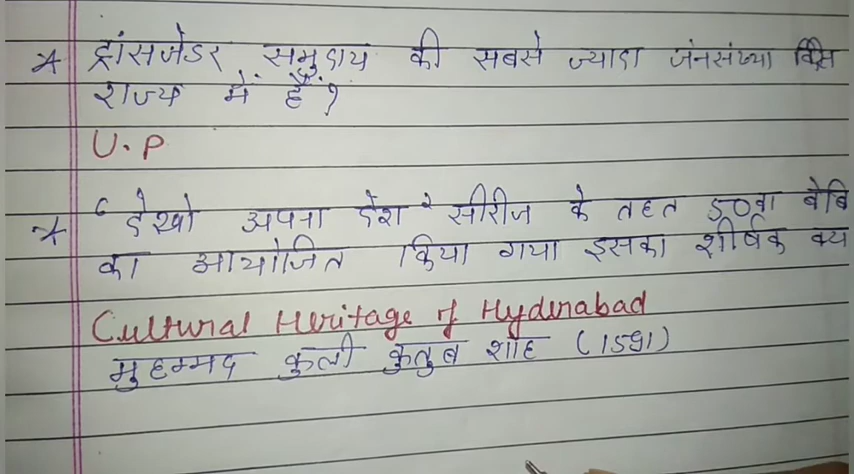 * ट्रांसजेडर समुदाय की सबसे ज्यादा जनसंख्या किस
राज्य में हैं?
U.P
* ‘देखो अपना देश’ सीरीज के तहत 50वा वेबि
का आयोजित किया गया इसका शीर्षक क्य
Cultural Heritage of Hyderabad
मुहम्मद कुली कुतुब शाह (1591)